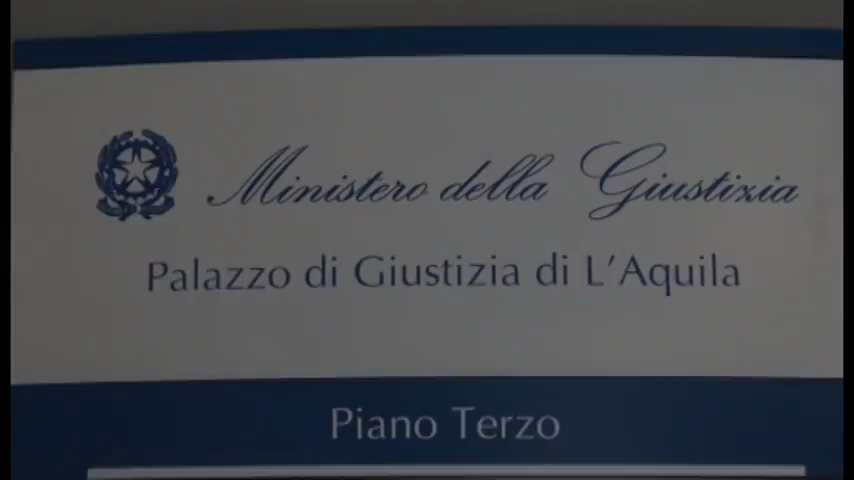 Ministero della Giustizia
Palazzo di Giustizia di L'Aquila
Piano Terzo